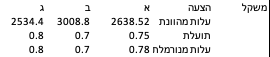 משקל הצעה א ב ג
עלות מהוונת 2638.52 3008.8 2534.4
תועלת 0.75 0.7 0.8
עלות מנורמלת 0.78 0.7 0.8